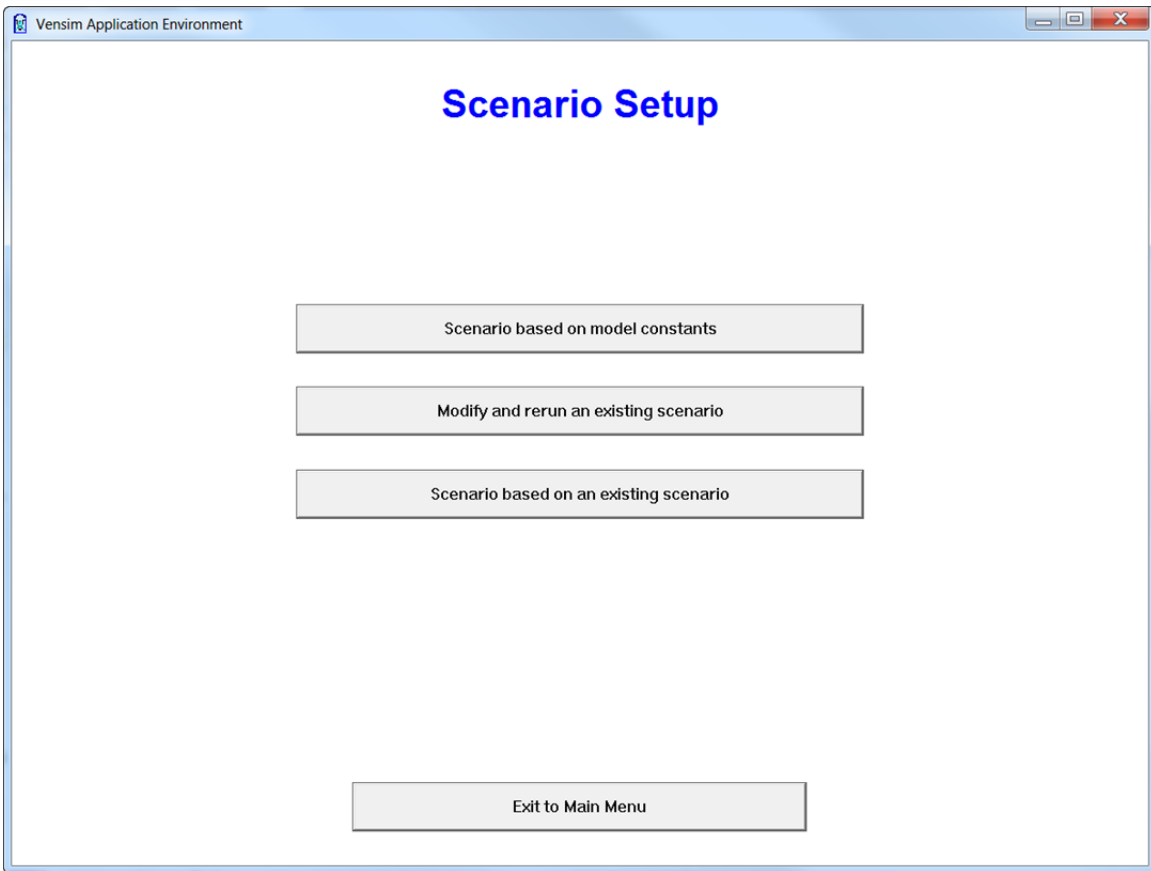 Vensim Application Environment
Scenario Setup
Scenario based on model constants
Modify and rerun an existing scenario
Scenario based on an existing scenario
Exit to Main Menu